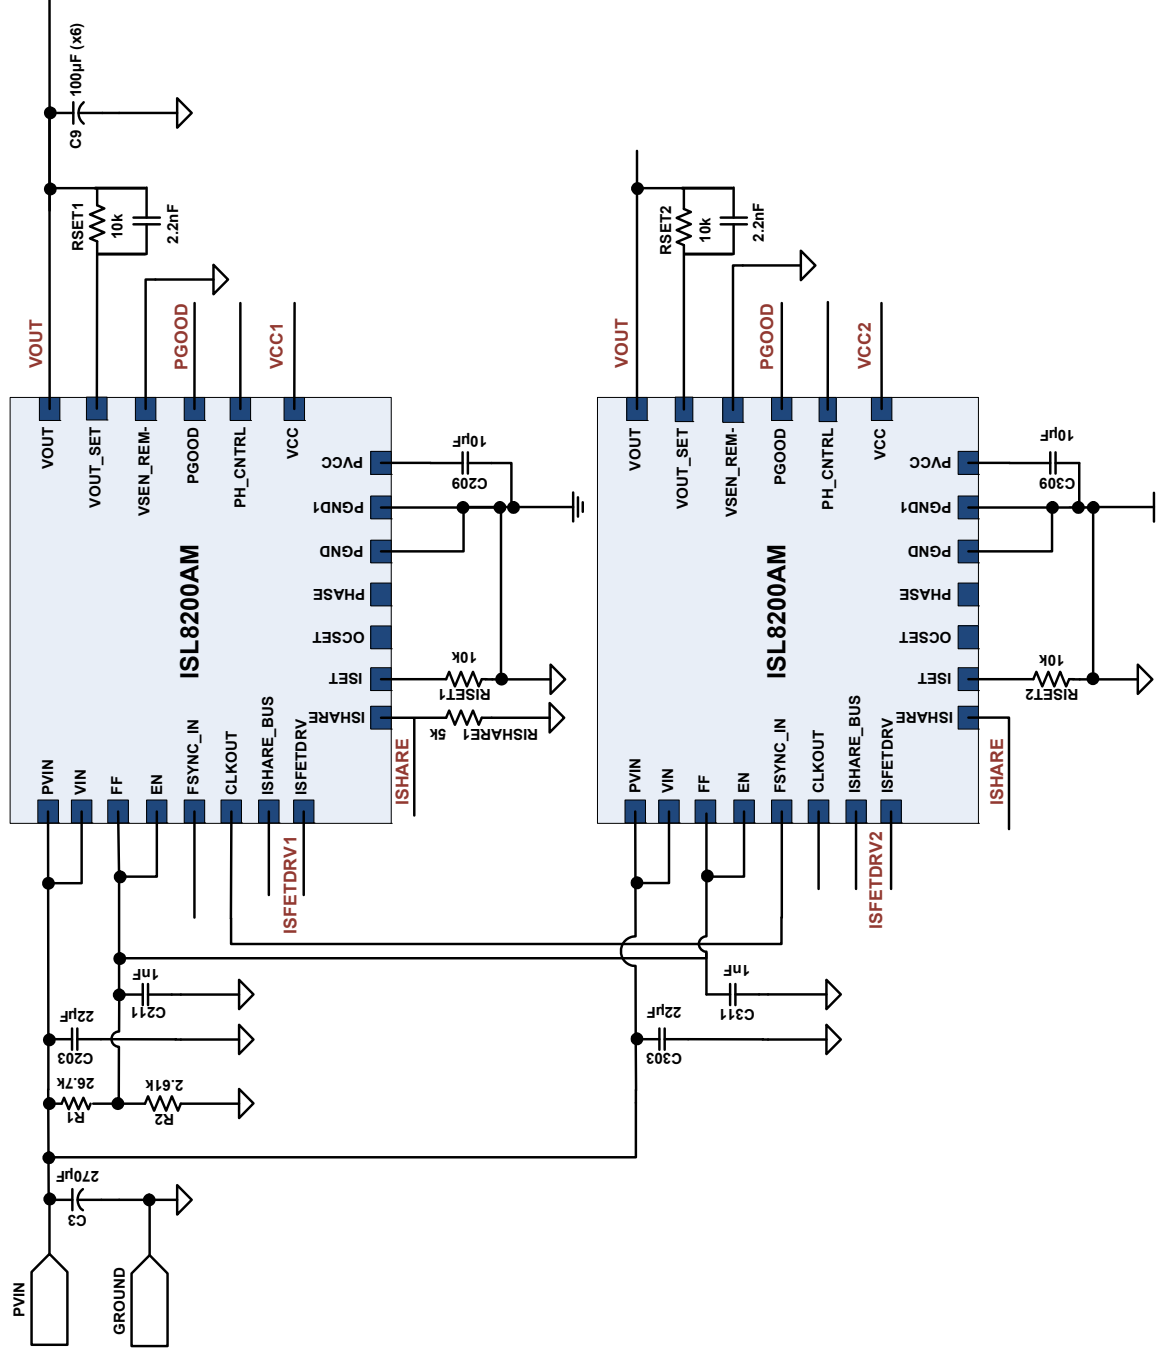 C9
100µF (x6)
RSET1
10k
2.2nF
VOUT
PGOOD
VCC1
VOUT
VOUT_SET
VSEN_REM-
PGOOD
PH_CNTRL
VCC
PVCC
PGND1
PGND
PHASE
OCSET
ISET
ISHARE
ISL8200AM
PVIN
VIN
FF
EN
FSYNC_IN
CLKOUT
ISHARE_BUS
ISFETDRV
10µF
C209
10k
RISET1
5k
RISHARE1
ISHARE
ISFETDRV1
1nF
C211
22µF
C203
26.7k
R1
2.61k
R2
270µF
C3
PVIN
GROUND
RSET2
10k
2.2nF
VOUT
PGOOD
VCC2
VOUT
VOUT_SET
VSEN_REM-
PGOOD
PH_CNTRL
VCC
PVCC
PGND1
PGND
PHASE
OCSET
ISET
ISHARE
ISL8200AM
PVIN
VIN
FF
EN
FSYNC_IN
CLKOUT
ISHARE_BUS
ISFETDRV
10µF
C309
10k
RISET2
ISHARE
ISFETDRV2
1nF
C311
22µF
C303